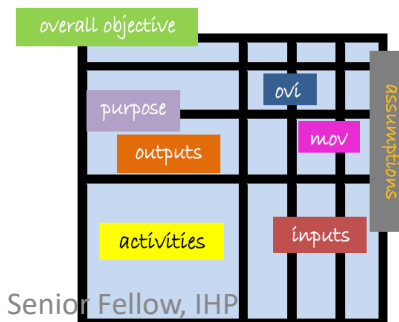 overall objective
ovi
purpose
assumptions
mov
outputs
activities
inputs
Senior Fellow, IHP